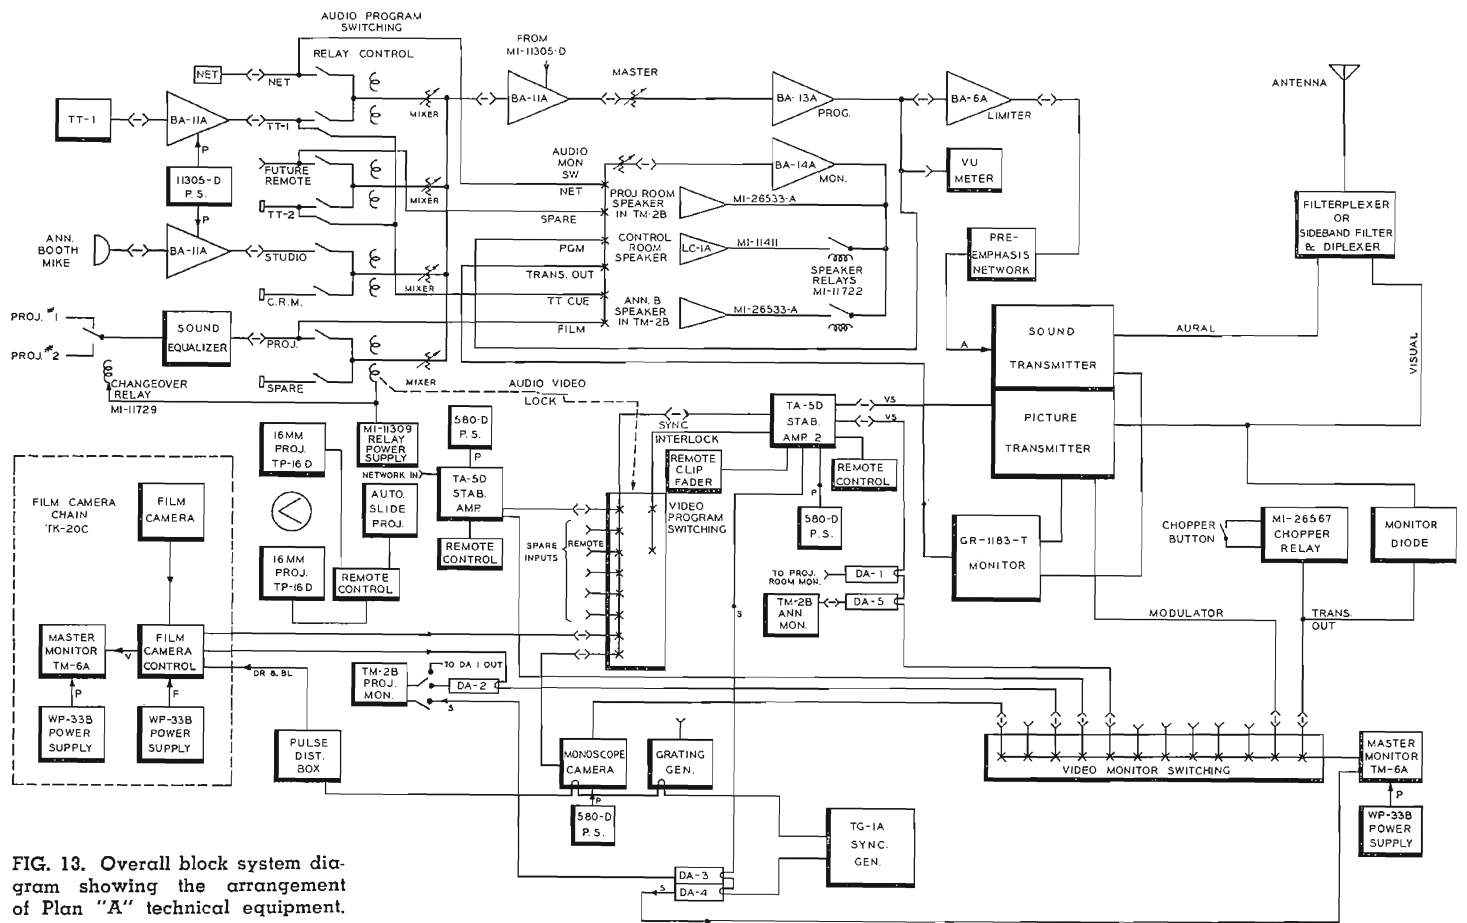 AUDIO PROGRAM
SWITCHING
RELAY CONTROL
FROM
MI-11305-D
MASTER
NET
NET
TT-1
BA-11A
TT-1
P
MIXER
BA-11A
BA-13A
PROG.
BA-6A
LIMITER
ANTENNA
11305-D
P.S.
P
FUTURE
REMOTE
TT-2
MIXER
AUDIO
MON
SW
NET
BA-14A
MON.
VU
METER
PROJ. ROOM
SPEAKER
IN TM-2B
MI-26533-A
SPARE
FILTERPLEXER
OR
SIDEBAND FILTER
& DIPLEXER
ANN.
BOOTH
MIKE
BA-11A
STUDIO
MIXER
C.R.M.
PGM
CONTROL
ROOM
SPEAKER
LC-1A
MI-11411
SPEAKER
RELAYS
MI-11722
PRE-
EMPHASIS
NETWORK
TRANS. OUT
TT CUE
ANN. B
SPEAKER
IN TM-2B
MI-26533-A
FILM
PROJ. #1
PROJ. #2
SOUND
EQUALIZER
PROJ.
SPARE
MIXER
CHANGEOVER
RELAY
MI-11729
AUDIO VIDEO
LOCK
A
SOUND
TRANSMITTER
AURAL
VISUAL
PICTURE
TRANSMITTER
16MM
PROJ.
TP-16D
MI-11309
RELAY
POWER
SUPPLY
580-D
P.S.
P
NETWORK IN
TA-5D
STAB.
AMP.
SYNC
INTERLOCK
TA-5D
STAB.
AMP. 2
VS
VS
REMOTE
CLIP
FADER
REMOTE
CONTROL
P
580-D
P.S.
FILM CAMERA
CHAIN
TK-20C
FILM
CAMERA
AUTO.
SLIDE
PROJ.
REMOTE
CONTROL
SPARE
INPUTS
REMOTE
VIDEO
PROGRAM
SWITCHING
GR-1183-T
MONITOR
CHOPPER
BUTTON
MI-26567
CHOPPER
RELAY
MONITOR
DIODE
16MM
PROJ.
TP-16D
REMOTE
CONTROL
TO PROJ.
ROOM MON.
DA-1
TM-2B
ANN.
MON.
DA-5
S
MODULATOR
TRANS.
OUT
MASTER
MONITOR
TM-6A
V
FILM
CAMERA
CONTROL
DR & BL
P
F
WP-33B
POWER
SUPPLY
WP-33B
POWER
SUPPLY
TM-2B
PROJ.
MON.
TO DA 1 OUT
DA-2
S
PULSE
DIST.
BOX
MONOSCOPE
CAMERA
GRATING
GEN.
P
580-D
P.S.
VIDEO MONITOR SWITCHING
MASTER
MONITOR
TM-6A
P
WP-33B
POWER
SUPPLY
TG-1A
SYNC.
GEN.
DA-3
S
DA-4
FIG. 13. Overall block system dia-
gram showing the arrangement
of Plan "A" technical equipment.